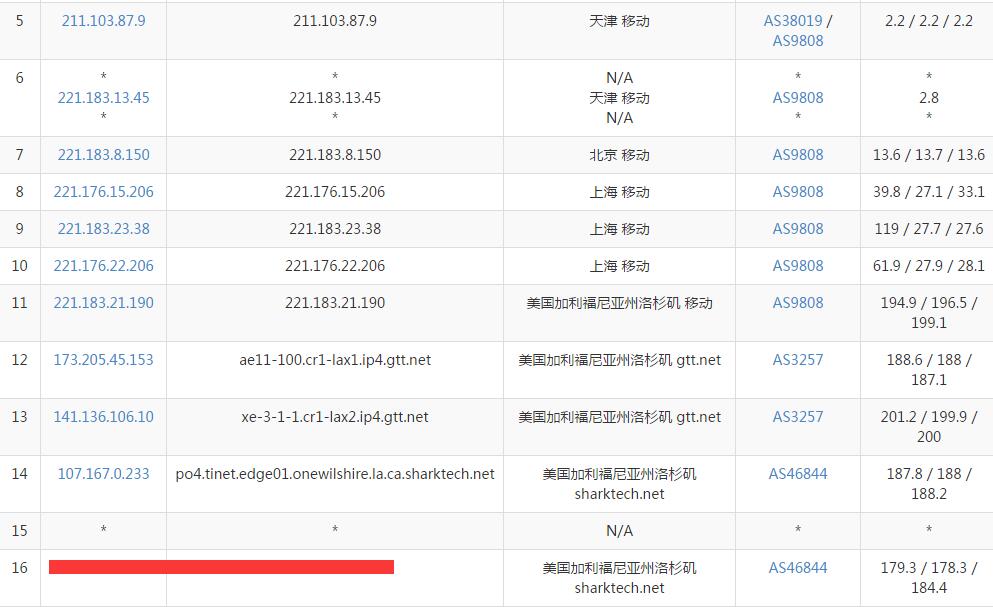 5 211.103.87.9 211.103.87.9 天津 移动 AS38019 / 2.2 / 2.2 / 2.2
AS9808
6 * * N/A * *
221.183.13.45 221.183.13.45 天津 移动 AS9808 2.8
* * N/A * *
7 221.183.8.150 221.183.8.150 北京 移动 AS9808 13.6 / 13.7 / 13.6
8 221.176.15.206 221.176.15.206 上海 移动 AS9808 39.8 / 27.1 / 33.1
9 221.183.23.38 221.183.23.38 上海 移动 AS9808 119 / 27.7 / 27.6
10 221.176.22.206 221.176.22.206 上海 移动 AS9808 61.9 / 27.9 / 28.1
11 221.183.21.190 221.183.21.190 美国加利福尼亚州洛杉矶 移动 AS9808 194.9 / 196.5 /
199.1
12 173.205.45.153 ae11-100.cr1-lax1.ip4.gtt.net 美国加利福尼亚州洛杉矶 gtt.net AS3257 188.6 / 188 /
187.1
13 141.136.106.10 xe-3-1-1.cr1-lax2.ip4.gtt.net 美国加利福尼亚州洛杉矶 gtt.net AS3257 201.2 / 199.9 /
200
14 107.167.0.233 po4.tinet.edge01.onewilshire.la.ca.sharktech.net 美国加利福尼亚州洛杉矶 AS46844 187.8 / 188 /
sharktech.net 188.2
15 * * N/A * *
16 美国加利福尼亚州洛杉矶 AS46844 179.3 / 178.3 /
sharktech.net 184.4